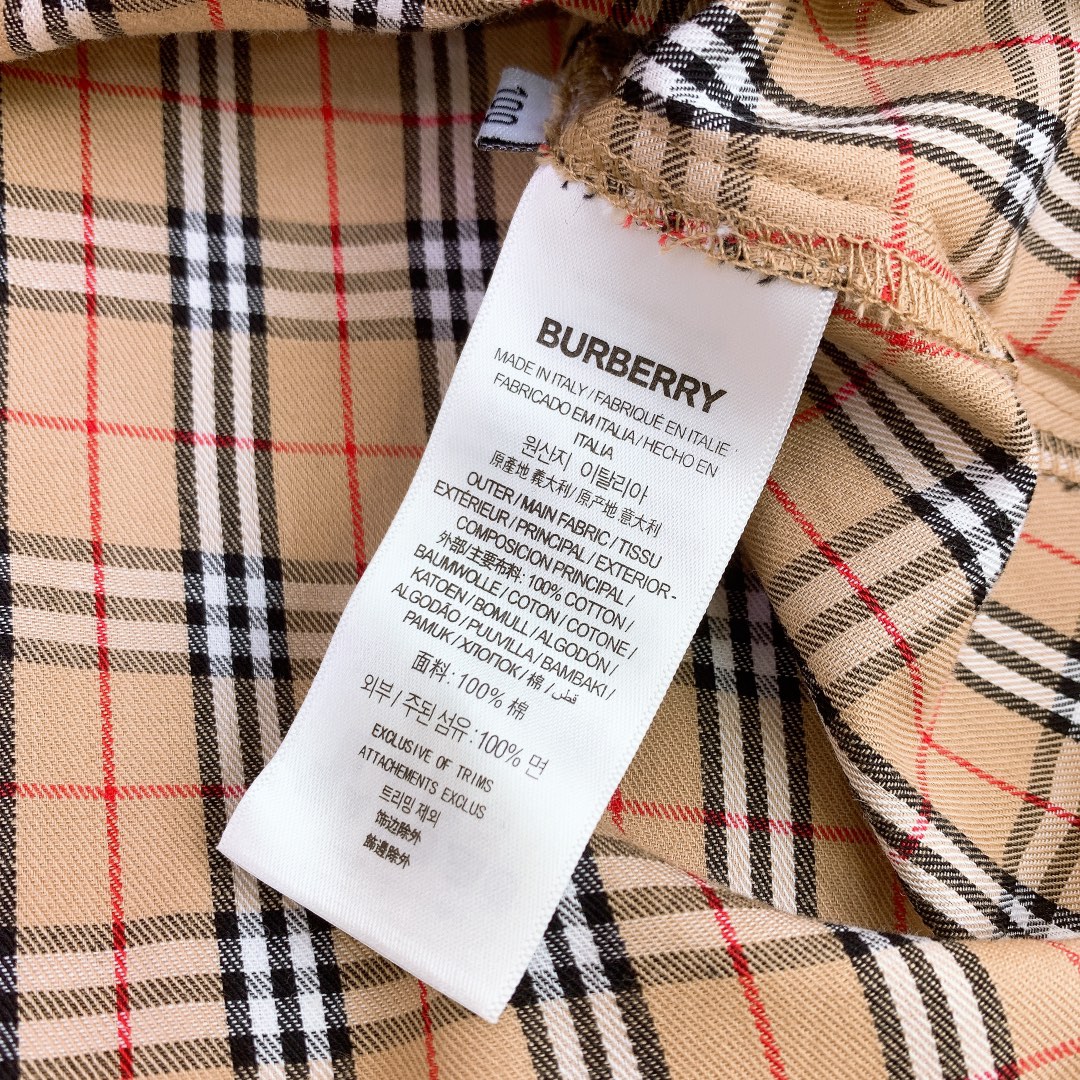 100
BURBERRY
MADE IN ITALY / FABRIQUÉ EN ITALIE /
FABRICADO EM ITALIA / HECHO EN
ITALIA
원산지 이탈리아
原產地 義大利 / 原产地 意大利
OUTER / MAIN FABRIC / TISSU
EXTÉRIEUR / PRINCIPAL / EXTERIOR -
COMPOSICION PRINCIPAL /
外部/主要布料: 100% COTTON /
BAUMWOLLE / COTON / COTONE /
KATOEN / BOMULL / ALGODÓN /
ALGODÃO / PUUVILLA / BAMBAKI /
PAMUK / ХЛОПОК / 棉 / قطن
面料: 100% 棉
외부 / 주된 섬유 : 100% 면
EXCLUSIVE OF TRIMS
ATTACHEMENTS EXCLUS
트리밍 제외
饰边除外
飾邊除外